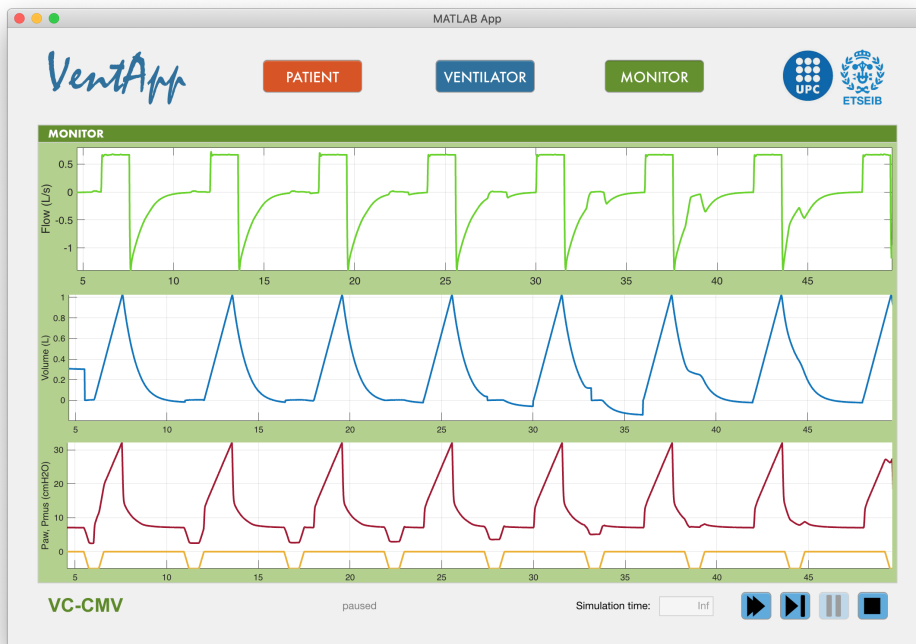 MATLAB App
VentApp
PATIENT
VENTILATOR
MONITOR
UPC
ETSEIB
MONITOR
Flow (L/s)
0.5
0
-0.5
-1
5 10 15 20 25 30 35 40 45
Volume (L)
1
0.8
0.6
0.4
0.2
0
5 10 15 20 25 30 35 40 45
Paw, Pmus (cmH2O)
30
20
10
0
5 10 15 20 25 30 35 40 45
VC-CMV
paused
Simulation time:
Inf